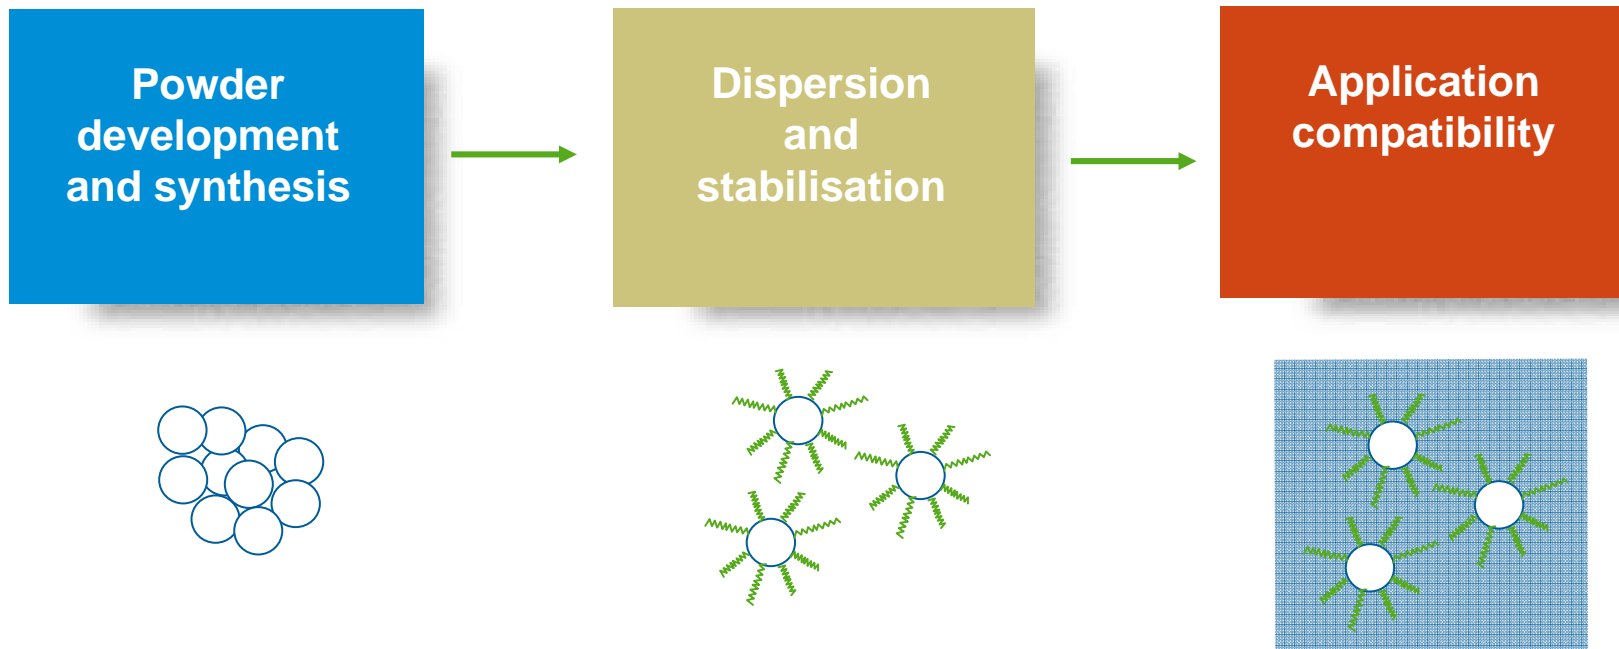 Powder
development
and synthesis
Dispersion
and
stabilisation
Application
compatibility